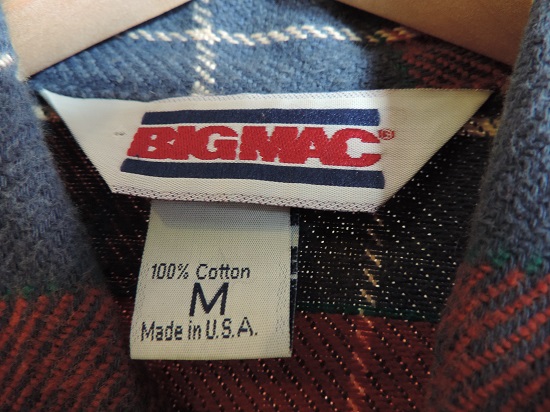 BIG MAC®
100% Cotton
M
Made in U.S.A.